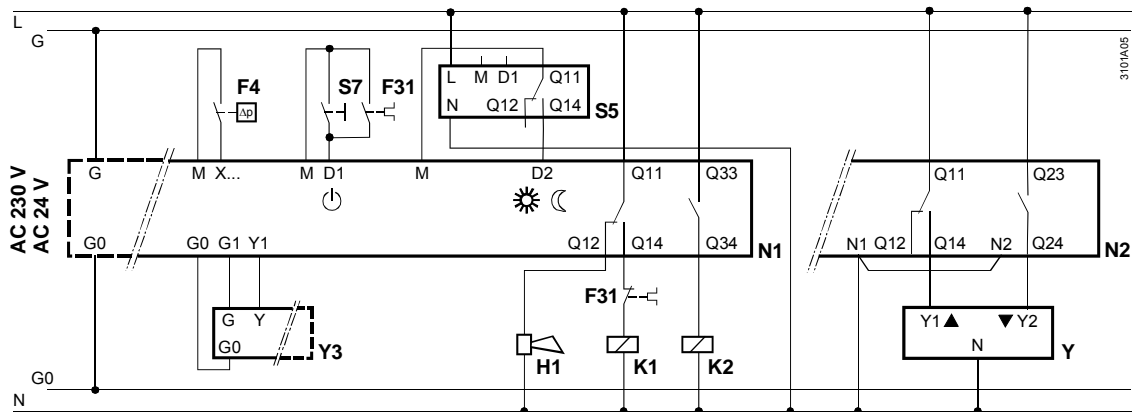 L
G
3101A05
F4
Δp
S7 F31
L M D1 Q11
N Q12 Q14
S5
AC 230 V
AC 24 V
G M X... M D1 M D2 Q11 Q33
G0 G0 G1 Y1 Q12 Q14 Q34
N1
Q11 Q23
N1 Q12 Q14 N2 Q24
N2
F31
G Y
G0
Y3
H1 K1 K2
Y1 ▲ ▼ Y2
N
Y
G0
N